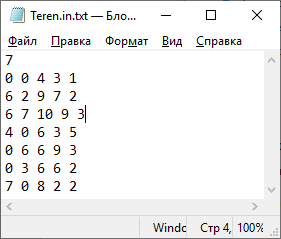 Teren.in.txt — Бло...
Файл Правка Формат Вид Справка
7
0 0 4 3 1
6 2 9 7 2
6 7 10 9 3
4 0 6 3 5
0 6 6 9 3
0 3 6 6 2
7 0 8 2 2
Windo Стр 4, 100%